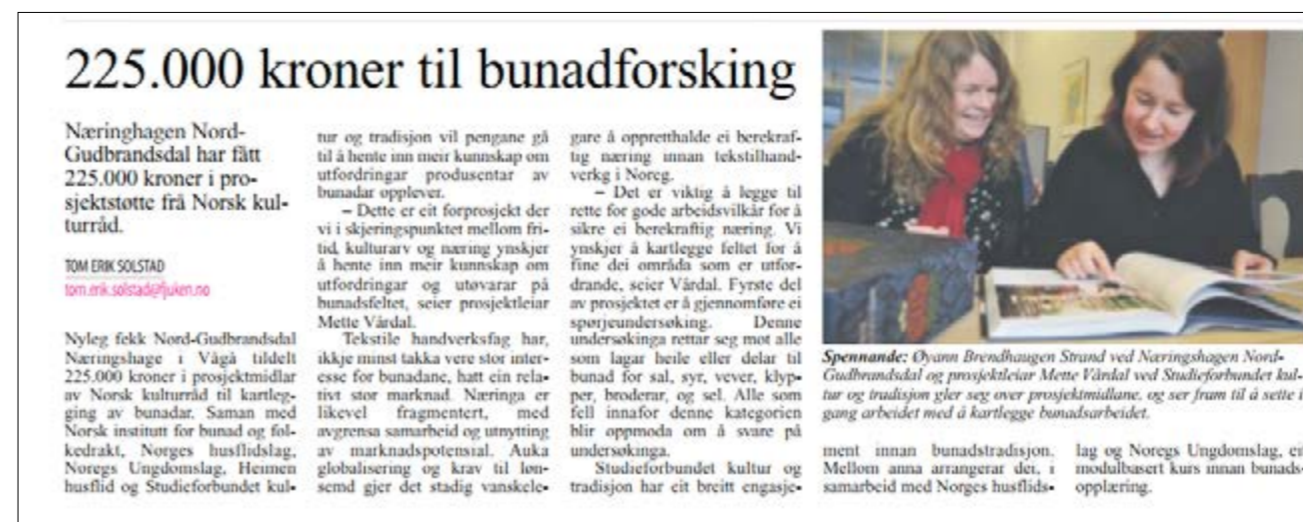 225.000 kroner til bunadforsking
Næringhagen Nord-
Gudbrandsdal har fått
225.000 kroner i pro-
sjektstøtte frå Norsk kul-
turråd.
TOM ERIK SOLSTAD
tom.erik.solstad@fjuken.no
Nyleg fekk Nord-Gudbrandsdal
Næringshage i Vågå tildelt
225.000 kroner i prosjektmidlar
av Norsk kulturråd til kartleg-
ging av bunadar. Saman med
Norsk institutt for bunad og fol-
kedrakt, Norges husflidslag,
Noregs Ungdomslag, Heimen
husflid og Studieforbundet kul-
tur og tradisjon vil pengane gå
til å hente inn meir kunnskap om
utfordringar produsentar av
bunadar opplever.
– Dette er eit forprosjekt der
vi i skjeringspunktet mellom fri-
tid, kulturarv og næring ynskjer
å hente inn meir kunnskap om
utfordringar og utøvarar på
bunadsfeltet, seier prosjektleiar
Mette Vårdal.
Tekstile handverksfag har,
ikkje minst takka vere stor inter-
esse for bunadane, hatt ein rela-
tivt stor marknad. Næringa er
likevel fragmentert, med
avgrensa samarbeid og utnytting
av marknadspotensial. Auka
globalisering og krav til løn-
semd gjer det stadig vanskele-
gare å oppretthalde ei berekraf-
tig næring innan tekstilhand-
verkg i Noreg.
– Det er viktig å legge til
rette for gode arbeidsvilkår for å
sikre ei berekraftig næring. Vi
ynskjer å kartlegge feltet for å
fine dei områda som er utfor-
drande, seier Vårdal. Fyrste del
av prosjektet er å gjennomføre ei
spørjeundersøking. Denne
undersøkinga rettar seg mot alle
som lagar heile eller delar til
bunad for sal, syr, vever, klyp-
per, broderar, og sel. Alle som
fell innafor denne kategorien
blir oppmoda om å svare på
undersøkinga.
Studieforbundet kultur og
tradisjon har eit breitt engasje-
Spennande: Øyann Brendhaugen Strand ved Næringshagen Nord-
Gudbrandsdal og prosjektleiar Mette Vårdal ved Studieforbundet kul-
tur og tradisjon gler seg over prosjektmidlane, og ser fram til å sette i
gang arbeidet med å kartlegge bunadsarbeidet.
ment innan bunadstradisjon.
Mellom anna arrangerar dei, i
samarbeid med Norges husflids-
lag og Noregs Ungdomslag, eit
modulbasert kurs innan bunads-
opplæring.